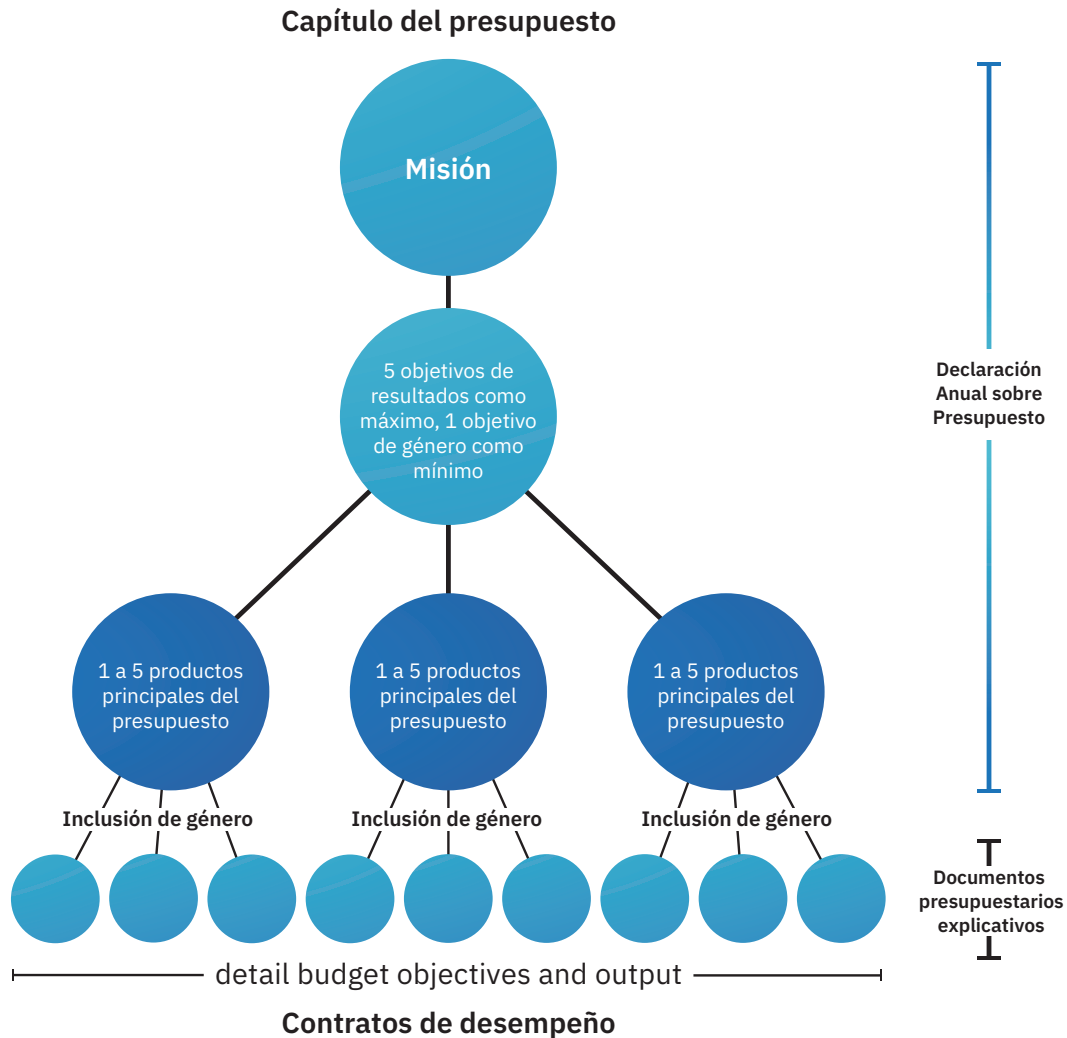 Capítulo del presupuesto
Misión
5 objetivos de
resultados como
máximo, 1 objetivo
de género como
mínimo
Declaración
Anual sobre
Presupuesto
1 a 5 productos
principales del
presupuesto
1 a 5 productos
principales del
presupuesto
1 a 5 productos
principales del
presupuesto
Inclusión de género
Inclusión de género
Inclusión de género
Documentos
presupuestarios
explicativos
detail budget objectives and output
Contratos de desempeño